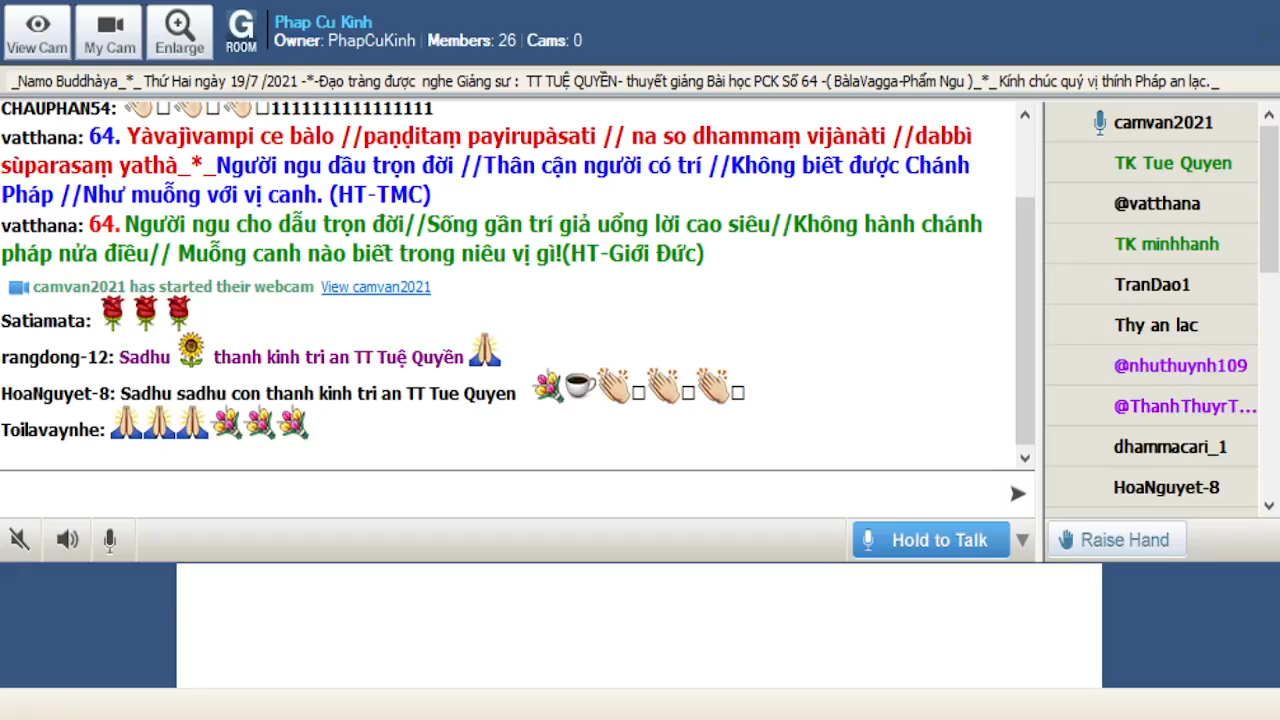 View Cam
My Cam
Enlarge
G
ROOM
Phap Cu Kinh
Owner: PhapCuKinh | Members: 26 | Cams: 0
_Namo Buddhàya_*_ Thứ Hai ngày 19/7 /2021 -*-Đạo tràng được nghe Giảng sư : TT TUỆ QUYỀN- thuyết giảng Bài học PCK Số 64 -( BàlaVagga-Phẩm Ngu )_*_ Kính chúc quý vị thính Pháp an lạc._
CHAUPHAN54: 👏🏻👏🏻👏🏻1111111111111111
vatthana: 64. Yàvajìvampi ce bàlo //paṇḍitaṃ payirupàsati // na so dhammaṃ vijànàti //dabbì
sùparasaṃ yathà_*_Người ngu dầu trọn đời //Thân cận người có trí //Không biết được Chánh
Pháp //Như muỗng với vị canh. (HT-TMC)
vatthana: 64. Người ngu cho dẫu trọn đời//Sống gần trí giả uổng lời cao siêu//Không hành chánh
pháp nửa điều// Muỗng canh nào biết trong niêu vị gì!(HT-Giới Đức)
camvan2021 has started their webcam View camvan2021
Satiamata: 🌹🌹🌹
rangdong-12: Sadhu 🌻 thanh kinh tri an TT Tuệ Quyền 🙏
HoaNguyet-8: Sadhu sadhu con thanh kinh tri an TT Tue Quyen 💐☕👏🏻👏🏻👏🏻
Toilavaynhe: 🙏🙏🙏💐💐💐
Hold to Talk
camvan2021
TK Tue Quyen
@vatthana
TK minhhanh
TranDao1
Thy an lac
@nhuthuynh109
@ThanhThuyrT...
dhammacari_1
HoaNguyet-8
Raise Hand